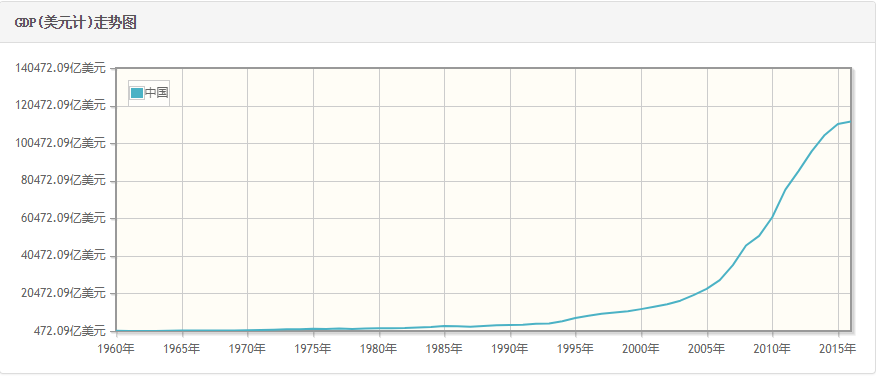 GDP(美元计)走势图
140472.09亿美元
中国
120472.09亿美元
100472.09亿美元
80472.09亿美元
60472.09亿美元
40472.09亿美元
20472.09亿美元
472.09亿美元
1960年 1965年 1970年 1975年 1980年 1985年 1990年 1995年 2000年 2005年 2010年 2015年